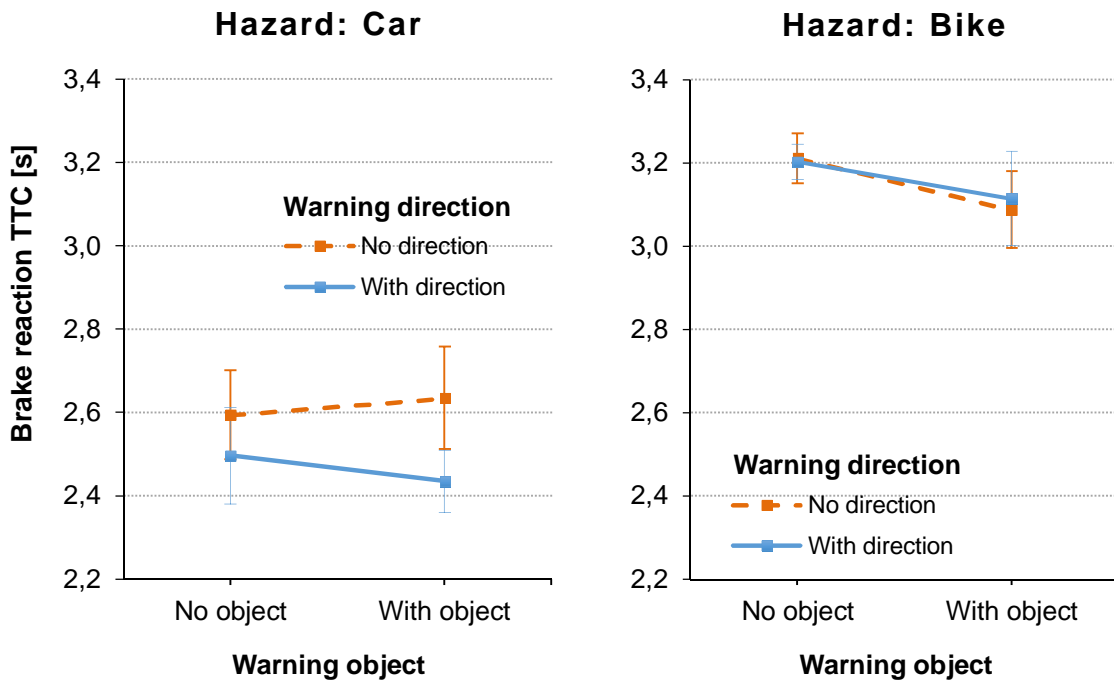 Hazard: Car
Brake reaction TTC [s]
3,4
3,2
3,0
2,8
2,6
2,4
2,2
Warning direction
No direction
With direction
No object
With object
Warning object
Hazard: Bike
3,4
3,2
3,0
2,8
2,6
2,4
2,2
Warning direction
No direction
With direction
No object
With object
Warning object